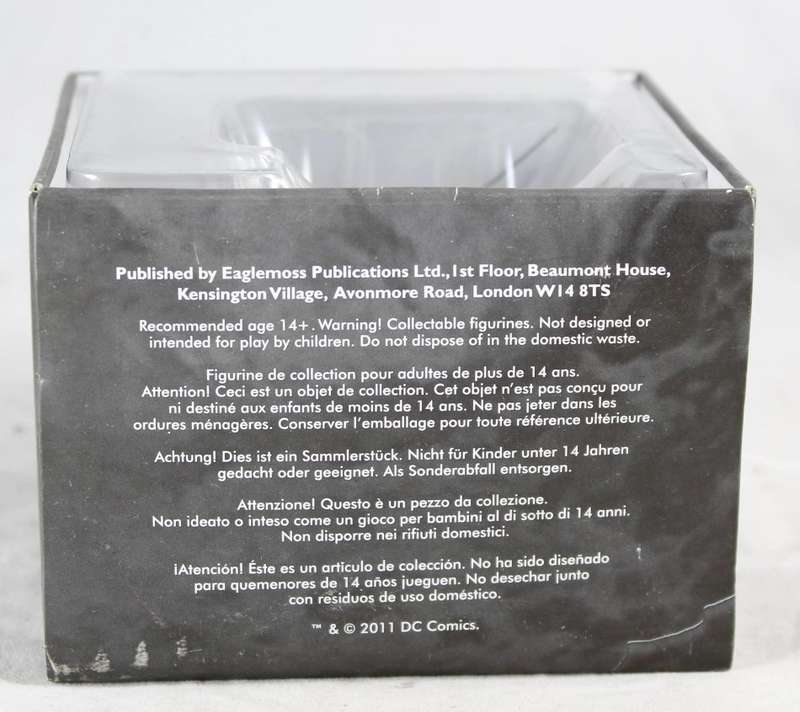 Published by Eaglemoss Publications Ltd.,1st Floor, Beaumont House,
Kensington Village, Avonmore Road, London W14 8TS
Recommended age 14+. Warning! Collectable figurines. Not designed or
intended for play by children. Do not dispose of in the domestic waste.
Figurine de collection pour adultes de plus de 14 ans.
Attention! Ceci est un objet de collection. Cet objet n'est pas conçu pour
ni destiné aux enfants de moins de 14 ans. Ne pas jeter dans les
ordures ménagères. Conserver l'emballage pour toute référence ultérieure.
Achtung! Dies ist ein Sammlerstück. Nicht für Kinder unter 14 Jahren
gedacht oder geeignet. Als Sonderabfall entsorgen.
Attenzione! Questo è un pezzo da collezione.
Non ideato o inteso come un gioco per bambini al di sotto di 14 anni.
Non disporre nei rifiuti domestici.
¡Atención! Éste es un artículo de colección. No ha sido diseñado
para quemenores de 14 años jueguen. No desechar junto
con residuos de uso doméstico.
™ & © 2011 DC Comics.